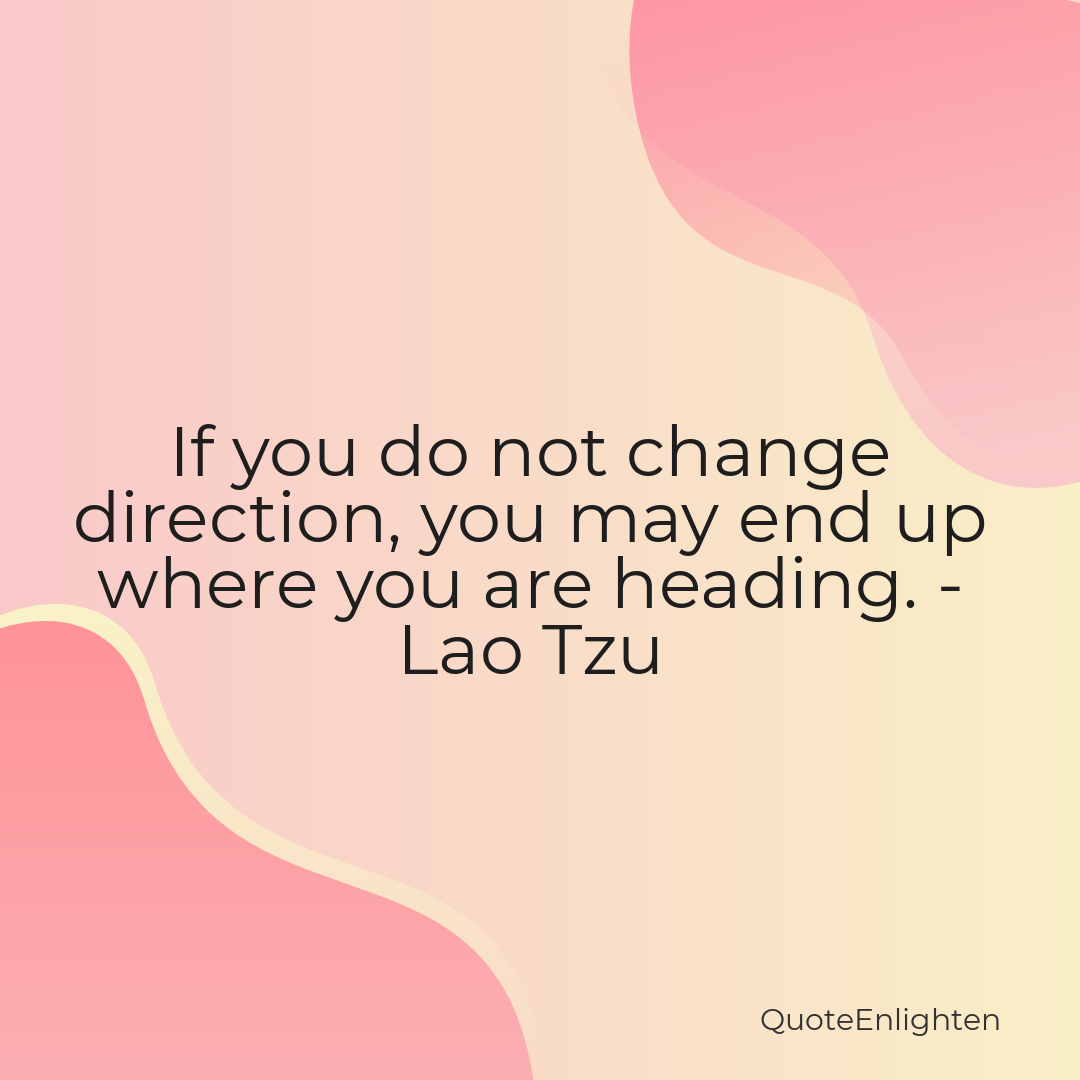 If you do not change
direction, you may end up
where you are heading. -
Lao Tzu
QuoteEnlighten